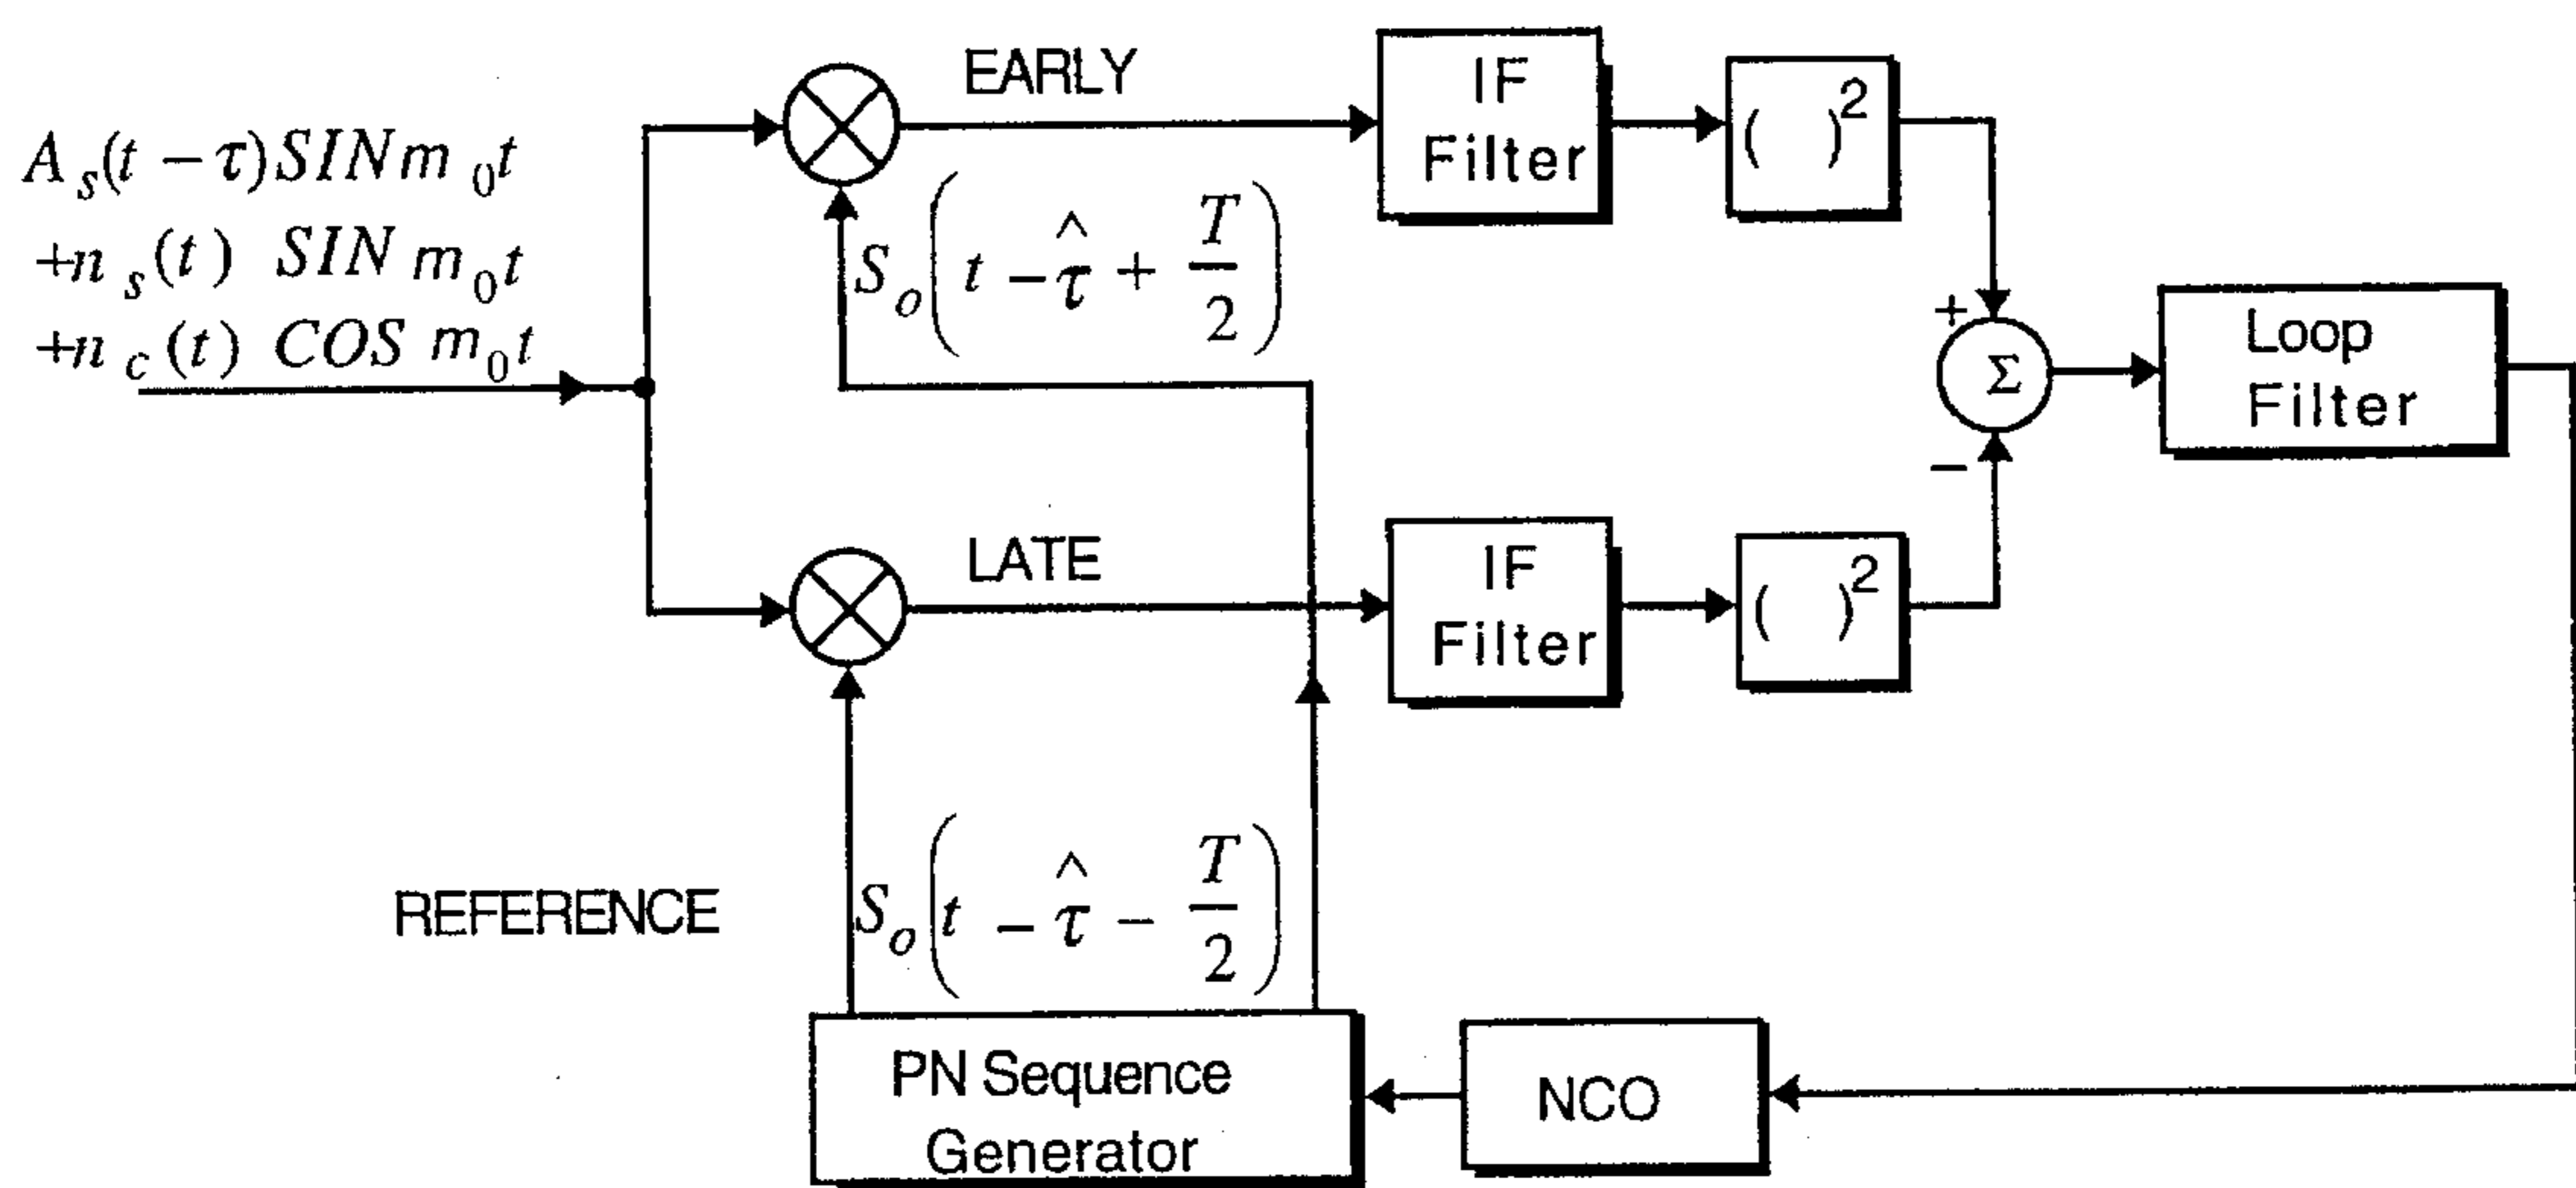 EARLY
IF
Filter
( )²
A_s(t − τ) SIN m_0t
+n_s(t) SIN m_0t
+n_c(t) COS m_0t
S_o(t − τ̂ + T/2)
+
Σ
−
Loop
Filter
LATE
IF
Filter
( )²
REFERENCE
S_o(t − τ̂ − T/2)
PN Sequence
Generator
NCO